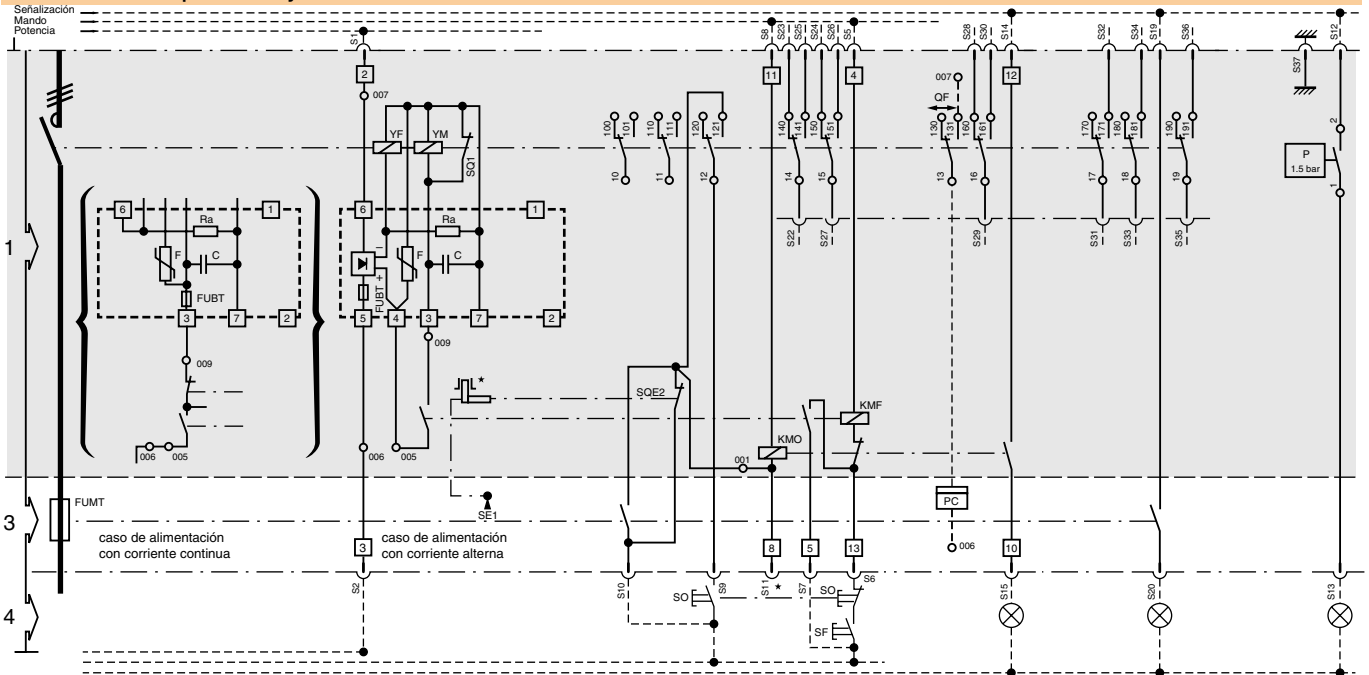 Señalización
Mando
Potencia
S1
S8
S23
S25
S24
S26
S5
S28
S30
S14
S32
S34
S19
S36
S37
S12
2
11
4
12
007
007
QF
YF
YM
SQ1
100
101
110
111
120
121
140
141
150
151
130
131
160
161
170
171
180
181
190
191
2
P
1.5 bar
10
11
12
14
15
13
16
17
18
19
1
6
1
6
1
Ra
Ra
S22
S27
S29
S31
S33
S35
1
F
C
F
C
–
+
FUBT
FUBT
3
7
2
5
4
3
7
2
009
009
★
SQE2
KMF
KMO
006
005
006
005
001
FUMT
SE1
PC
3
caso de alimentación
con corriente continua
3
caso de alimentación
con corriente alterna
8
5
13
006
10
S2
S10
S9
S11
★
S7
S6
S15
S20
S13
SO
SO
4
SF